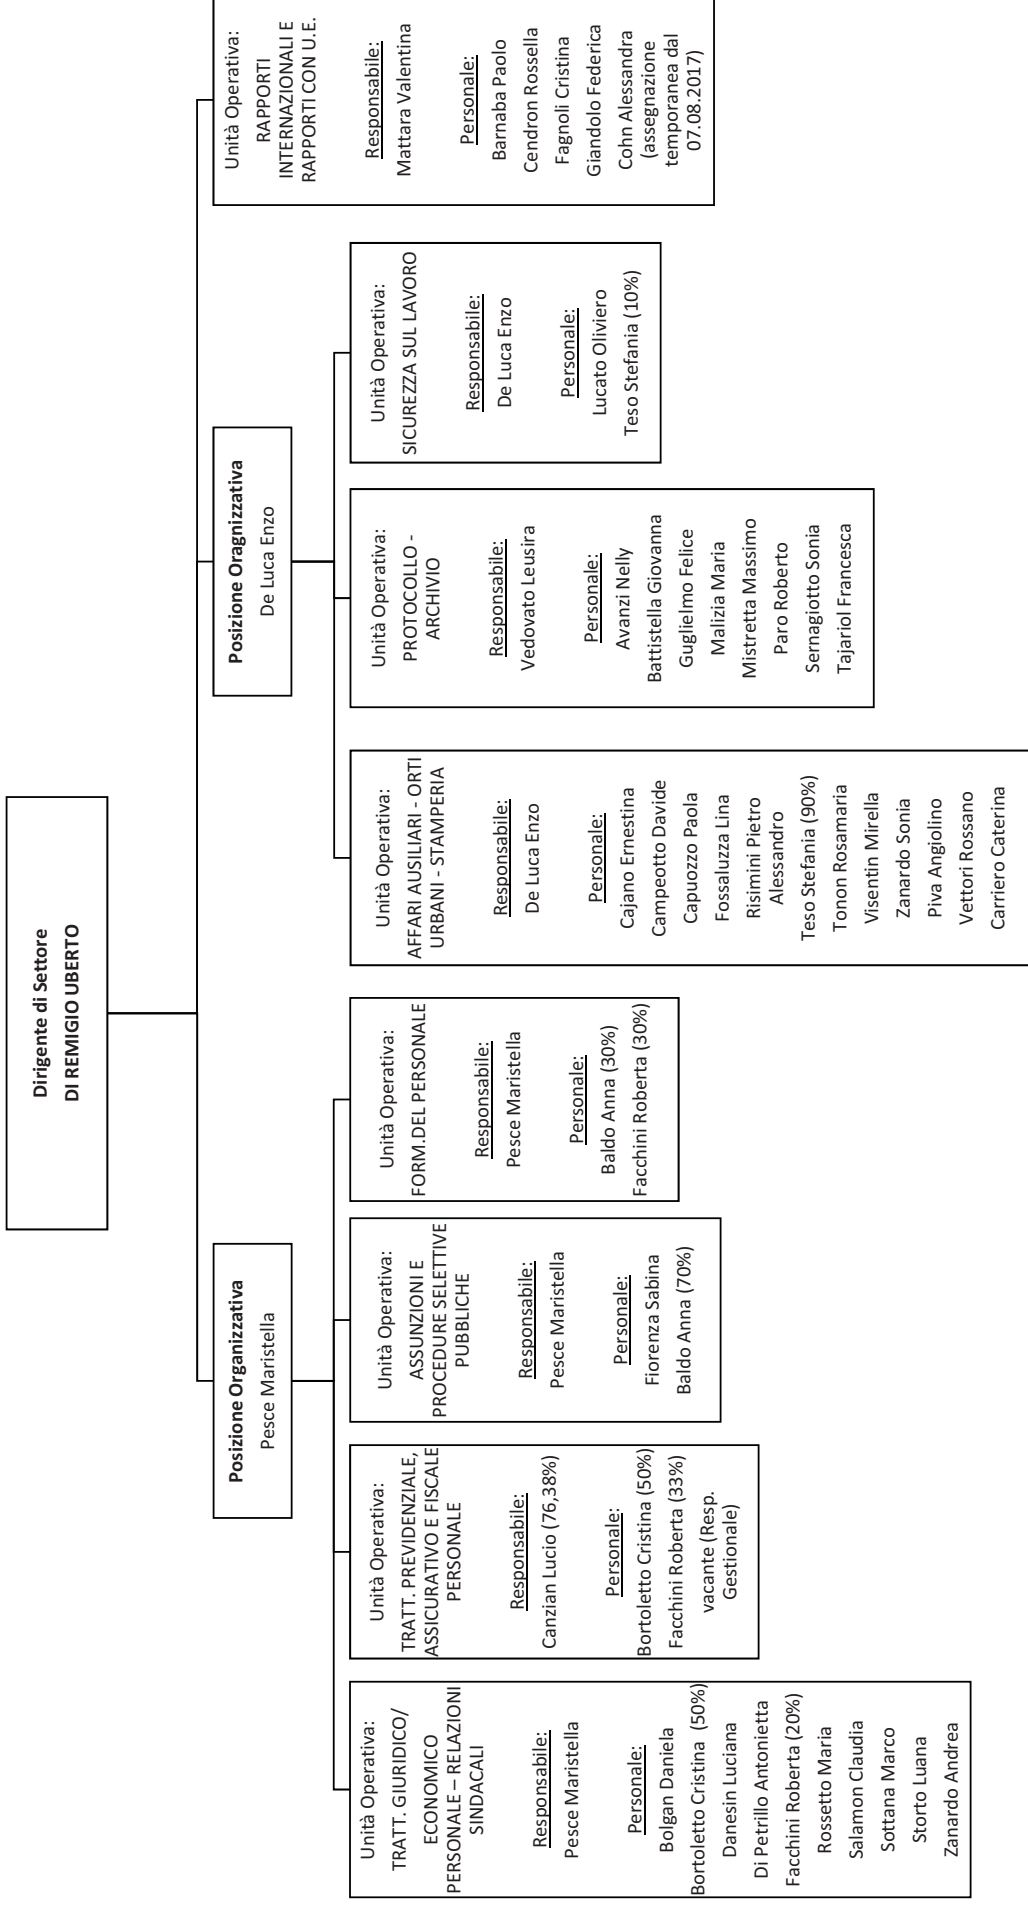 Dirigente di Settore
DI REMIGIO UBERTO
Posizione Organizzativa
Pesce Maristella
Unità Operativa:
TRATT. GIURIDICO/
ECONOMICO
PERSONALE – RELAZIONI
SINDACALI
Responsabile:
Pesce Maristella
Personale:
Bolgan Daniela
Bortoletto Cristina (50%)
Danesin Luciana
Di Petrillo Antonietta
Facchini Roberta (20%)
Rossetto Maria
Salamon Claudia
Sottana Marco
Storto Luana
Zanardo Andrea
Unità Operativa:
TRATT. PREVIDENZIALE,
ASSICURATIVO E FISCALE
PERSONALE
Responsabile:
Canzian Lucio (76,38%)
Personale:
Bortoletto Cristina (50%)
Facchini Roberta (33%)
vacante (Resp.
Gestionale)
Unità Operativa:
ASSUNZIONI E
PROCEDURE SELETTIVE
PUBBLICHE
Responsabile:
Pesce Maristella
Personale:
Fiorenza Sabina
Baldo Anna (70%)
Unità Operativa:
FORM.DEL PERSONALE
Responsabile:
Pesce Maristella
Personale:
Baldo Anna (30%)
Facchini Roberta (30%)
Posizione Oragnizzativa
De Luca Enzo
Unità Operativa:
AFFARI AUSILIARI - ORTI
URBANI - STAMPERIA
Responsabile:
De Luca Enzo
Personale:
Cajano Ernestina
Campeotto Davide
Capuozzo Paola
Fossaluzza Lina
Risimini Pietro
Alessandro
Teso Stefania (90%)
Tonon Rosamaria
Visentin Mirella
Zanardo Sonia
Piva Angiolino
Vettori Rossano
Carriero Caterina
Unità Operativa:
PROTOCOLLO -
ARCHIVIO
Responsabile:
Vedovato Leusira
Personale:
Avanzi Nelly
Battistella Giovanna
Guglielmo Felice
Malizia Maria
Mistretta Massimo
Paro Roberto
Sernagiotto Sonia
Tajariol Francesca
Unità Operativa:
SICUREZZA SUL LAVORO
Responsabile:
De Luca Enzo
Personale:
Lucato Oliviero
Teso Stefania (10%)
Unità Operativa:
RAPPORTI
INTERNAZIONALI E
RAPPORTI CON U.E.
Responsabile:
Mattara Valentina
Personale:
Barnaba Paolo
Cendron Rossella
Fagnoli Cristina
Giandolo Federica
Cohn Alessandra
(assegnazione
temporanea dal
07.08.2017)